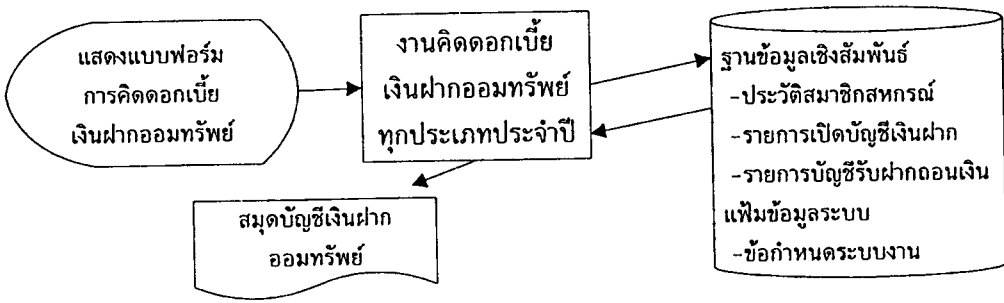 แสดงแบบฟอร์ม
การคิดดอกเบี้ย
เงินฝากออมทรัพย์
งานคิดดอกเบี้ย
เงินฝากออมทรัพย์
ทุกประเภทประจำปี
ฐานข้อมูลเชิงสัมพันธ์
-ประวัติสมาชิกสหกรณ์
-รายการเปิดบัญชีเงินฝาก
-รายการบัญชีรับฝากถอนเงิน
แฟ้มข้อมูลระบบ
-ข้อกำหนดระบบงาน
สมุดบัญชีเงินฝาก
ออมทรัพย์